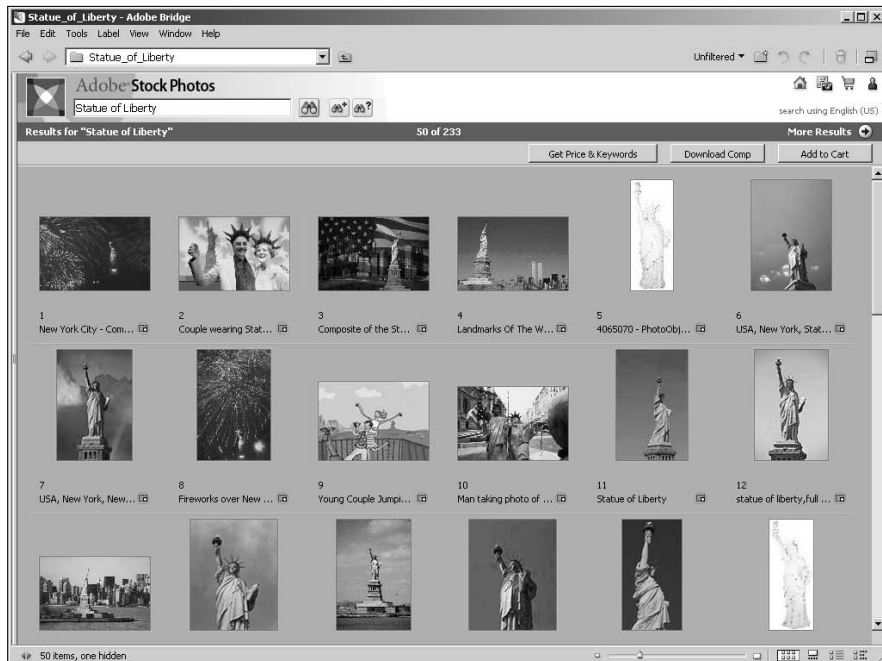 Statue_of_Liberty - Adobe Bridge
File Edit Tools Label View Window Help
Statue_of_Liberty
Unfiltered
Adobe Stock Photos
Statue of Liberty
search using English (US)
Results for "Statue of Liberty" 50 of 233 More Results
Get Price & Keywords Download Comp Add to Cart
1 2 3 4 5 6
New York City - Com... Couple wearing Stat... Composite of the St... Landmarks Of The W... 4065070 - PhotoObj... USA, New York, Stat...
7 8 9 10 11 12
USA, New York, New... Fireworks over New ... Young Couple Jumpi... Man taking photo of ... Statue of Liberty statue of liberty,full ...
50 items, one hidden